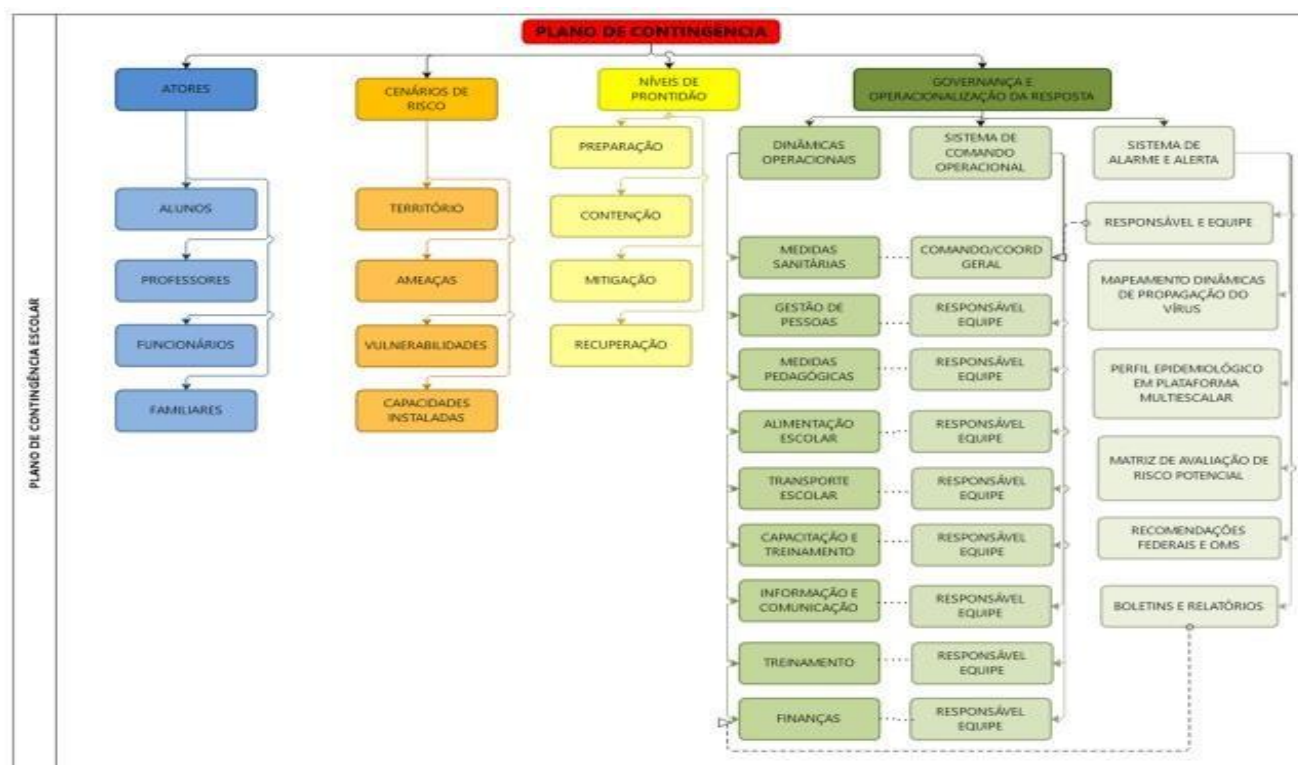 PLANO DE CONTINGÊNCIA ESCOLAR
PLANO DE CONTINGÊNCIA
ATORES
ALUNOS
PROFESSORES
FUNCIONÁRIOS
FAMILIARES
CENÁRIOS DE
RISCO
TERRITÓRIO
AMEAÇAS
VULNERABILIDADES
CAPACIDADES
INSTALADAS
NÍVEIS DE
PRONTIDÃO
PREPARAÇÃO
CONTENÇÃO
MITIGAÇÃO
RECUPERAÇÃO
GOVERNANÇA E
OPERACIONALIZAÇÃO DA RESPOSTA
DINÂMICAS
OPERACIONAIS
MEDIDAS
SANITÁRIAS
GESTÃO DE
PESSOAS
MEDIDAS
PEDAGÓGICAS
ALIMENTAÇÃO
ESCOLAR
TRANSPORTE
ESCOLAR
CAPACITAÇÃO E
TREINAMENTO
INFORMAÇÃO E
COMUNICAÇÃO
TREINAMENTO
FINANÇAS
SISTEMA DE
COMANDO
OPERACIONAL
COMANDO/COORD
GERAL
RESPONSÁVEL
EQUIPE
RESPONSÁVEL
EQUIPE
RESPONSÁVEL
EQUIPE
RESPONSÁVEL
EQUIPE
RESPONSÁVEL
EQUIPE
RESPONSÁVEL
EQUIPE
RESPONSÁVEL
EQUIPE
RESPONSÁVEL
EQUIPE
SISTEMA DE
ALARME E ALERTA
RESPONSÁVEL E EQUIPE
MAPEAMENTO DINÂMICAS
DE PROPAGAÇÃO DO
VÍRUS
PERFIL EPIDEMIOLÓGICO
EM PLATAFORMA
MULTIESCALAR
MATRIZ DE AVALIAÇÃO DE
RISCO POTENCIAL
RECOMENDAÇÕES
FEDERAIS E OMS
BOLETINS E RELATÓRIOS